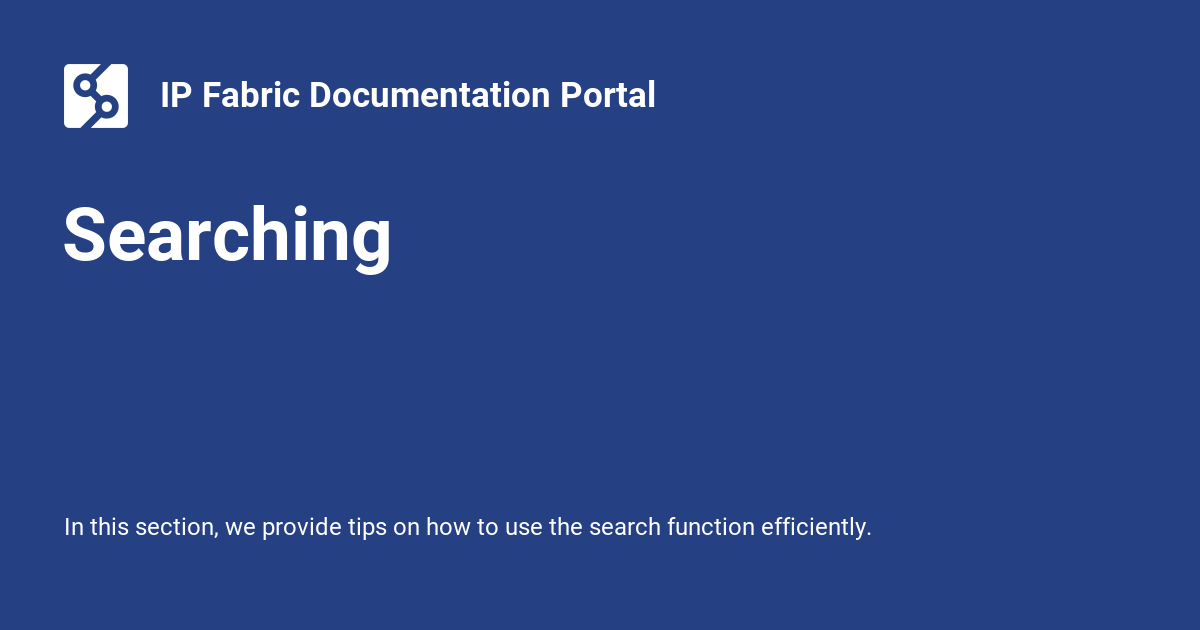 IP Fabric Documentation Portal
Searching
In this section, we provide tips on how to use the search function efficiently.